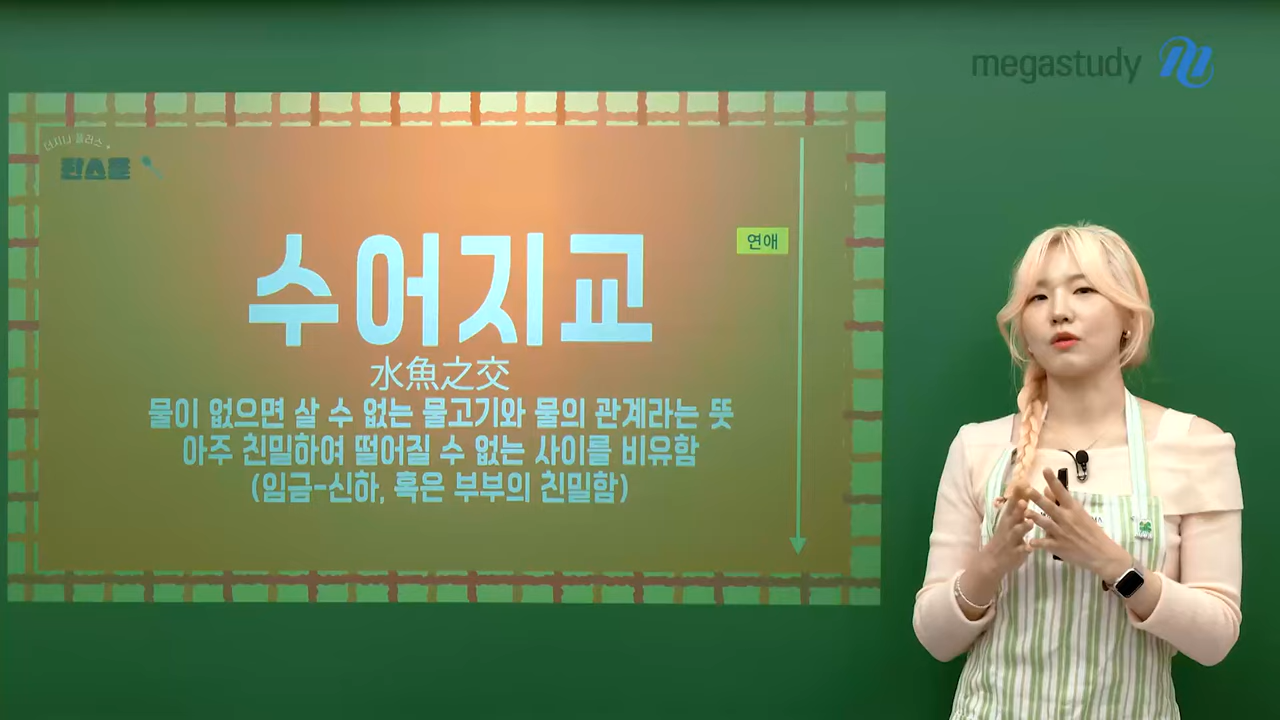 megastudy
수어지교
연애
水魚之交
물이 없으면 살 수 없는 물고기와 물의 관계라는 뜻
아주 친밀하여 떨어질 수 없는 사이를 비유함
(임금-신하, 혹은 부부의 친밀함)